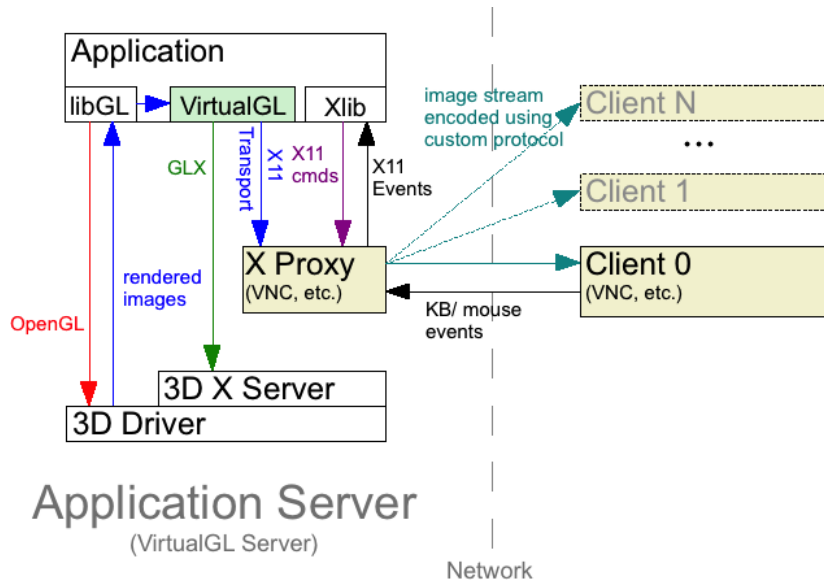 Application
libGL
VirtualGL
Xlib
image stream
encoded using
custom protocol
Client N
...
Client 1
GLX
X11
Transport
X11
cmds
X11
Events
X Proxy
(VNC, etc.)
Client 0
(VNC, etc.)
rendered
images
OpenGL
KB/ mouse
events
3D X Server
3D Driver
Application Server
(VirtualGL Server)
Network